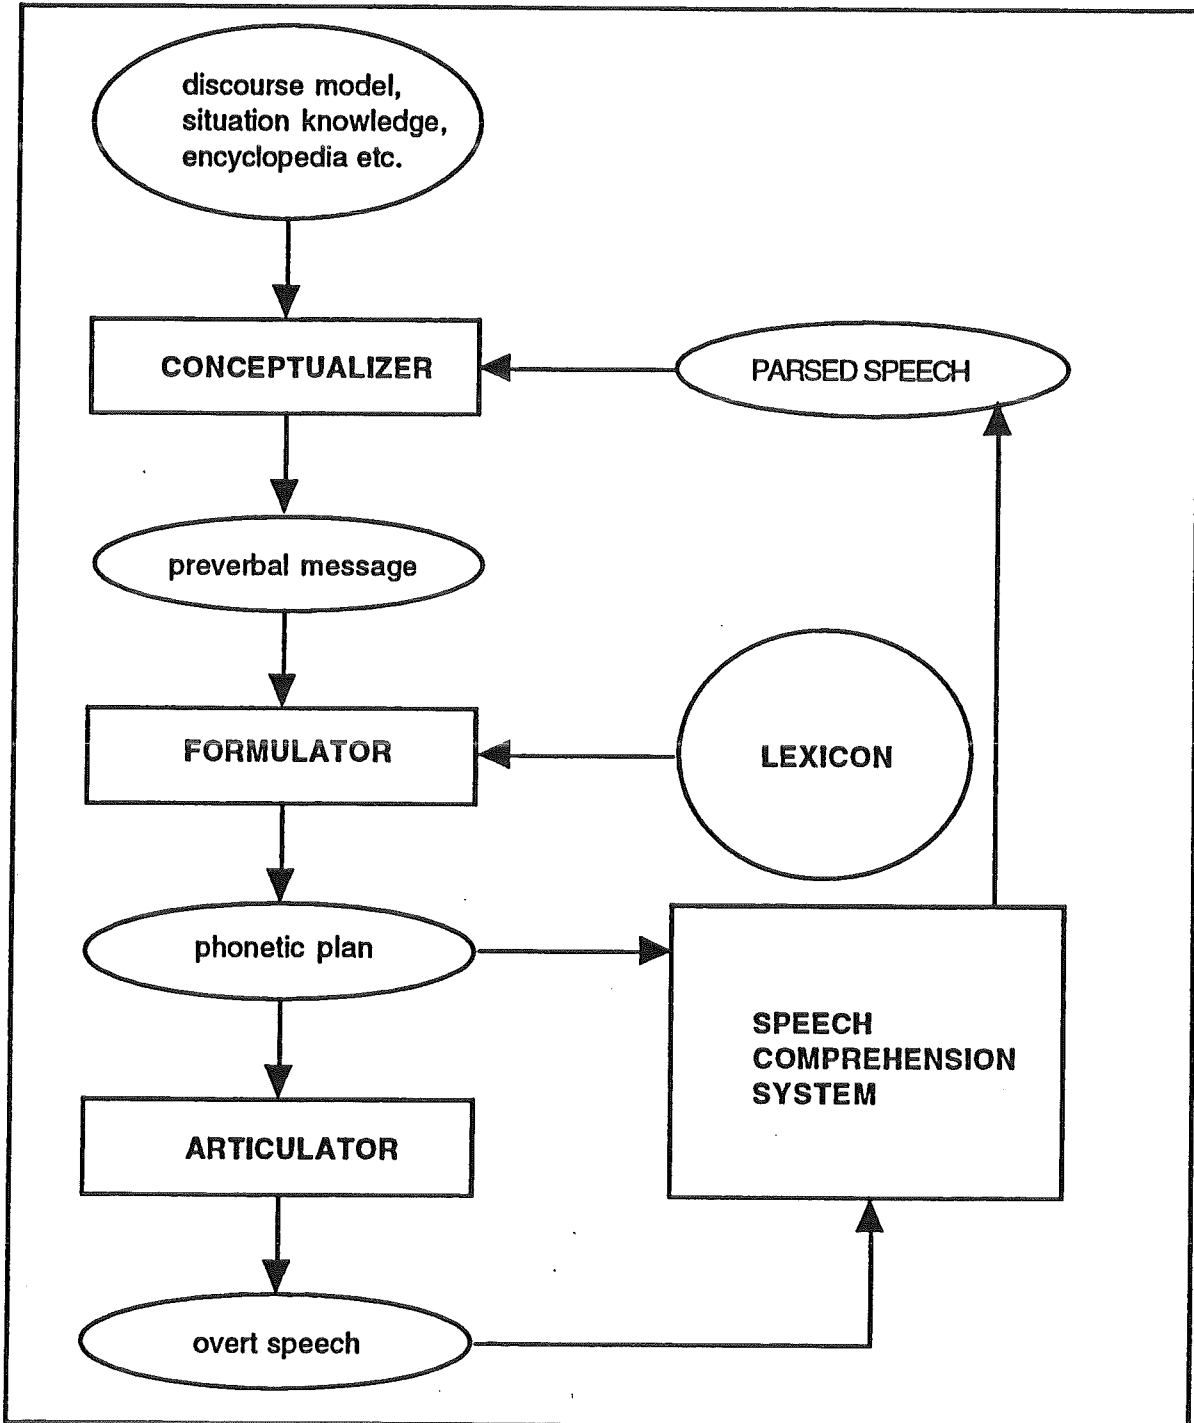 discourse model,
situation knowledge,
encyclopedia etc.
CONCEPTUALIZER
PARSED SPEECH
preverbal message
FORMULATOR
LEXICON
phonetic plan
SPEECH
COMPREHENSION
SYSTEM
ARTICULATOR
overt speech